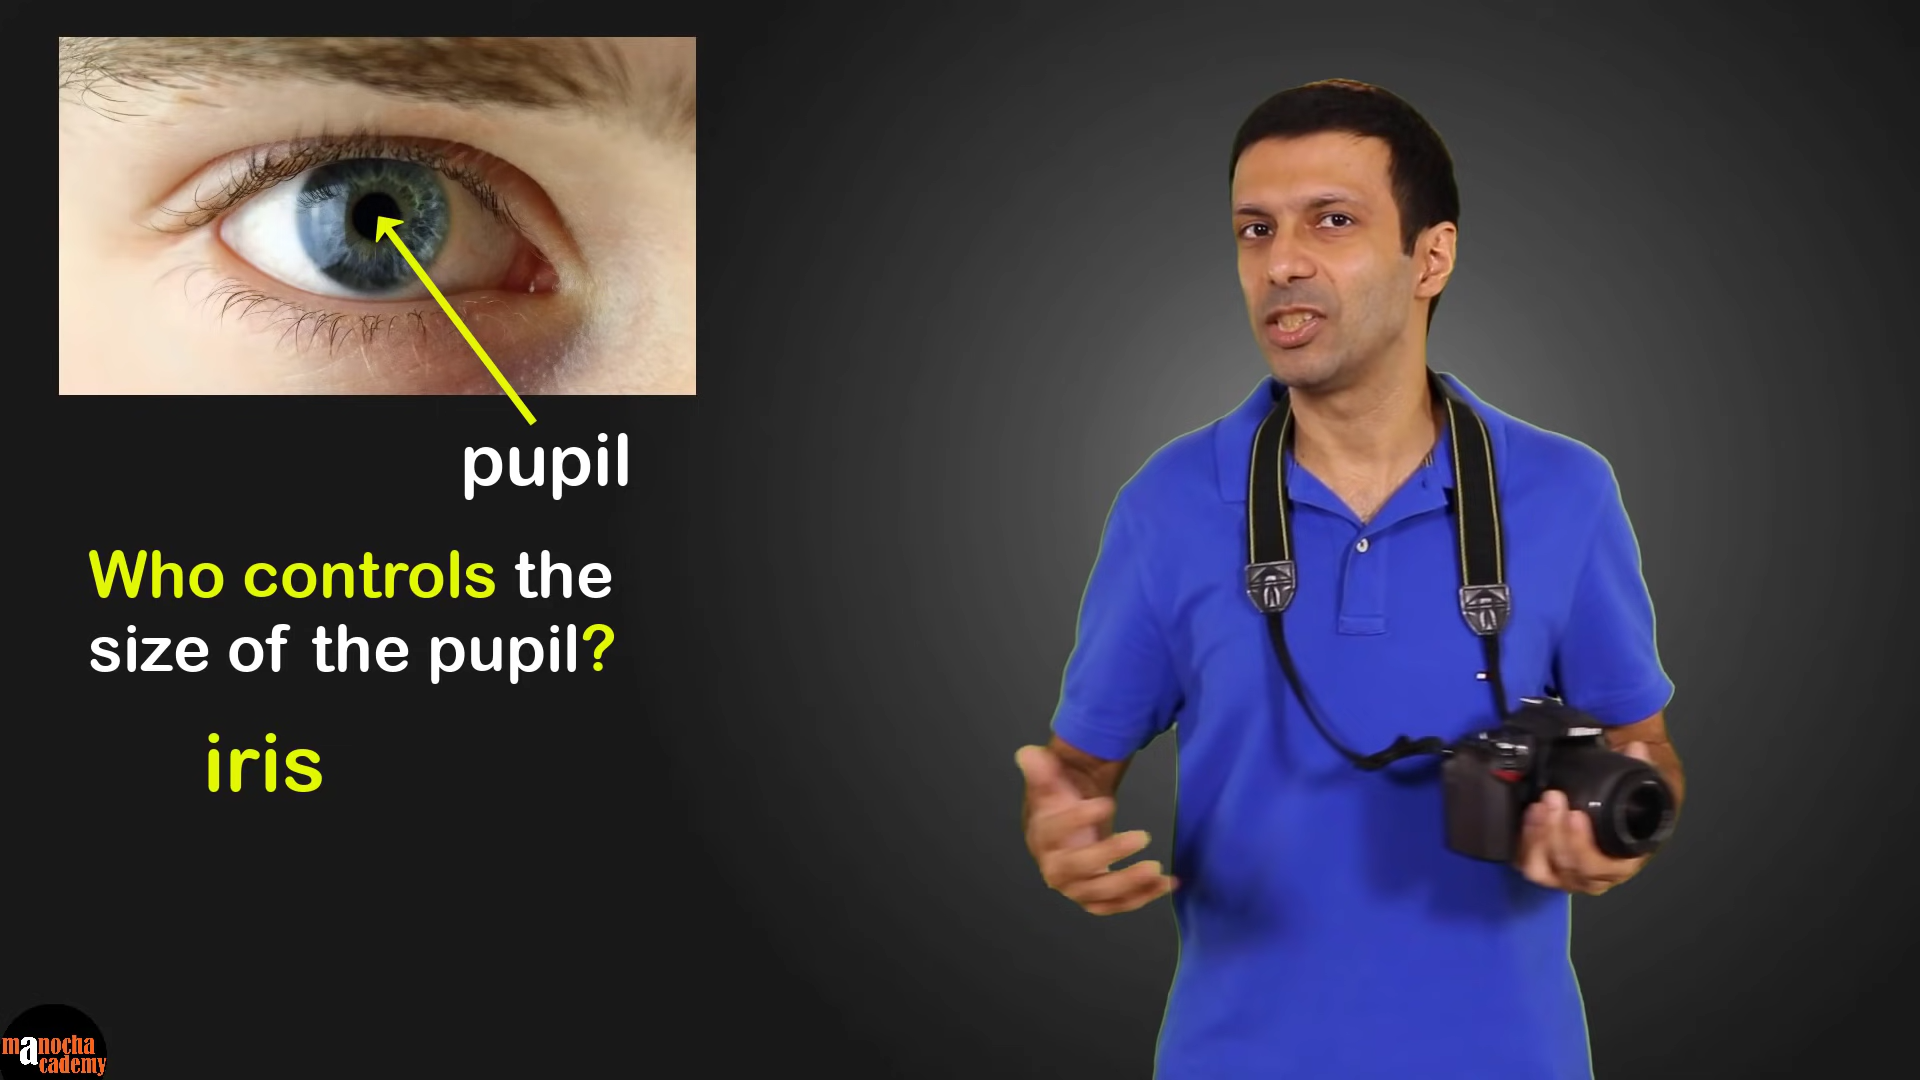 pupil
Who controls the
size of the pupil?
iris
manocha
academy